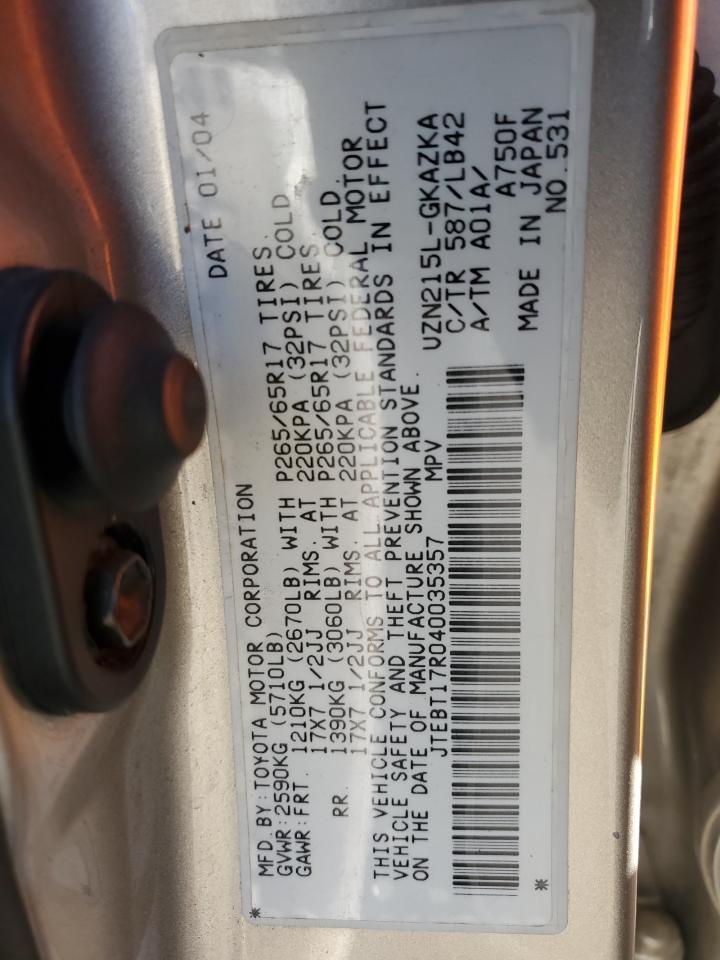 MFD. BY: TOYOTA MOTOR CORPORATION DATE 01/04
GVWR: 2590KG (5710LB)
GAWR: FRT. 1210KG (2670LB) WITH P265/65R17 TIRES.
17X7 1/2JJ RIMS. AT 220KPA (32PSI) COLD.
RR. 1390KG (3060LB) WITH P265/65R17 TIRES
17X7 1/2JJ RIMS. AT 220KPA (32PSI) COLD.
THIS VEHICLE CONFORMS TO ALL APPLICABLE FEDERAL MOTOR
VEHICLE SAFETY AND THEFT PREVENTION STANDARDS IN EFFECT
ON THE DATE OF MANUFACTURE SHOWN ABOVE.
JTEBT17R040035357 MPV
UZN215L-GKAZKA
C/TR 587/LB42
A/TM A01A/
A750F
MADE IN JAPAN
NO.531
* *